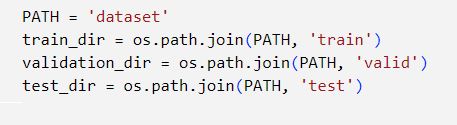 PATH = 'dataset'
train_dir = os.path.join(PATH, 'train')
validation_dir = os.path.join(PATH, 'valid')
test_dir = os.path.join(PATH, 'test')